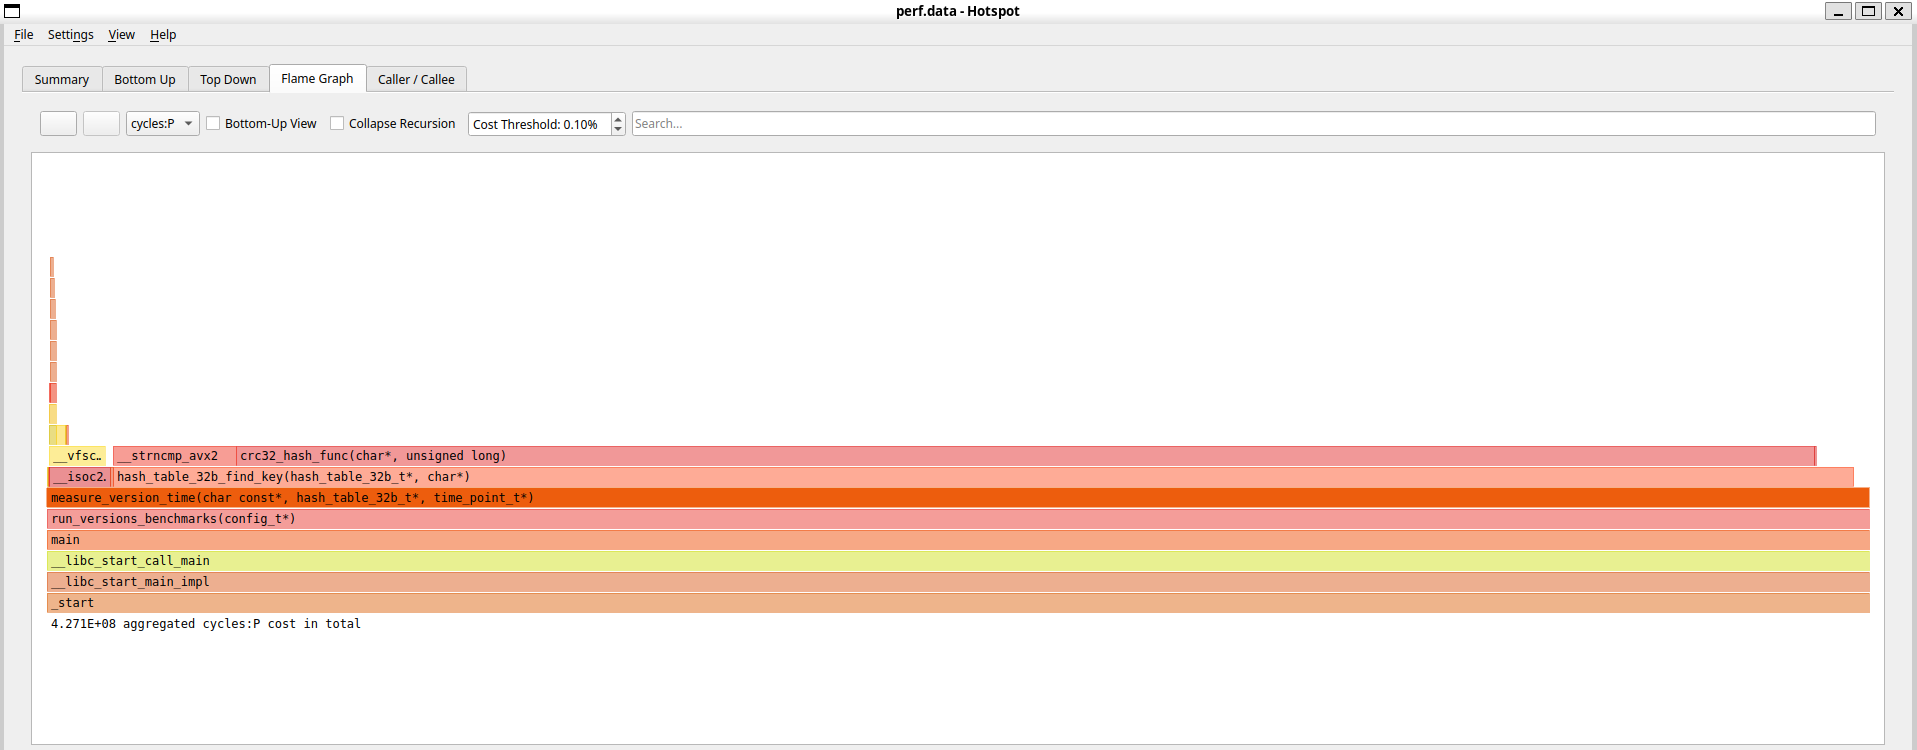 perf.data - Hotspot
File Settings View Help
Summary Bottom Up Top Down Flame Graph Caller / Callee
cycles:P Bottom-Up View Collapse Recursion Cost Threshold: 0.10% Search...
__vfsc… __strncmp_avx2 crc32_hash_func(char*, unsigned long)
__isoc2… hash_table_32b_find_key(hash_table_32b_t*, char*)
measure_version_time(char const*, hash_table_32b_t*, time_point_t*)
run_versions_benchmarks(config_t*)
main
__libc_start_call_main
__libc_start_main_impl
_start
4.271E+08 aggregated cycles:P cost in total